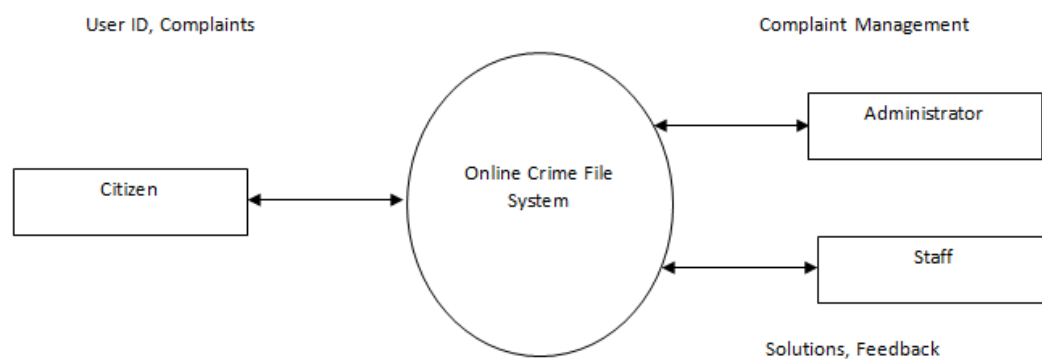 User ID, Complaints
Complaint Management
Administrator
Citizen
Online Crime File
System
Staff
Solutions, Feedback